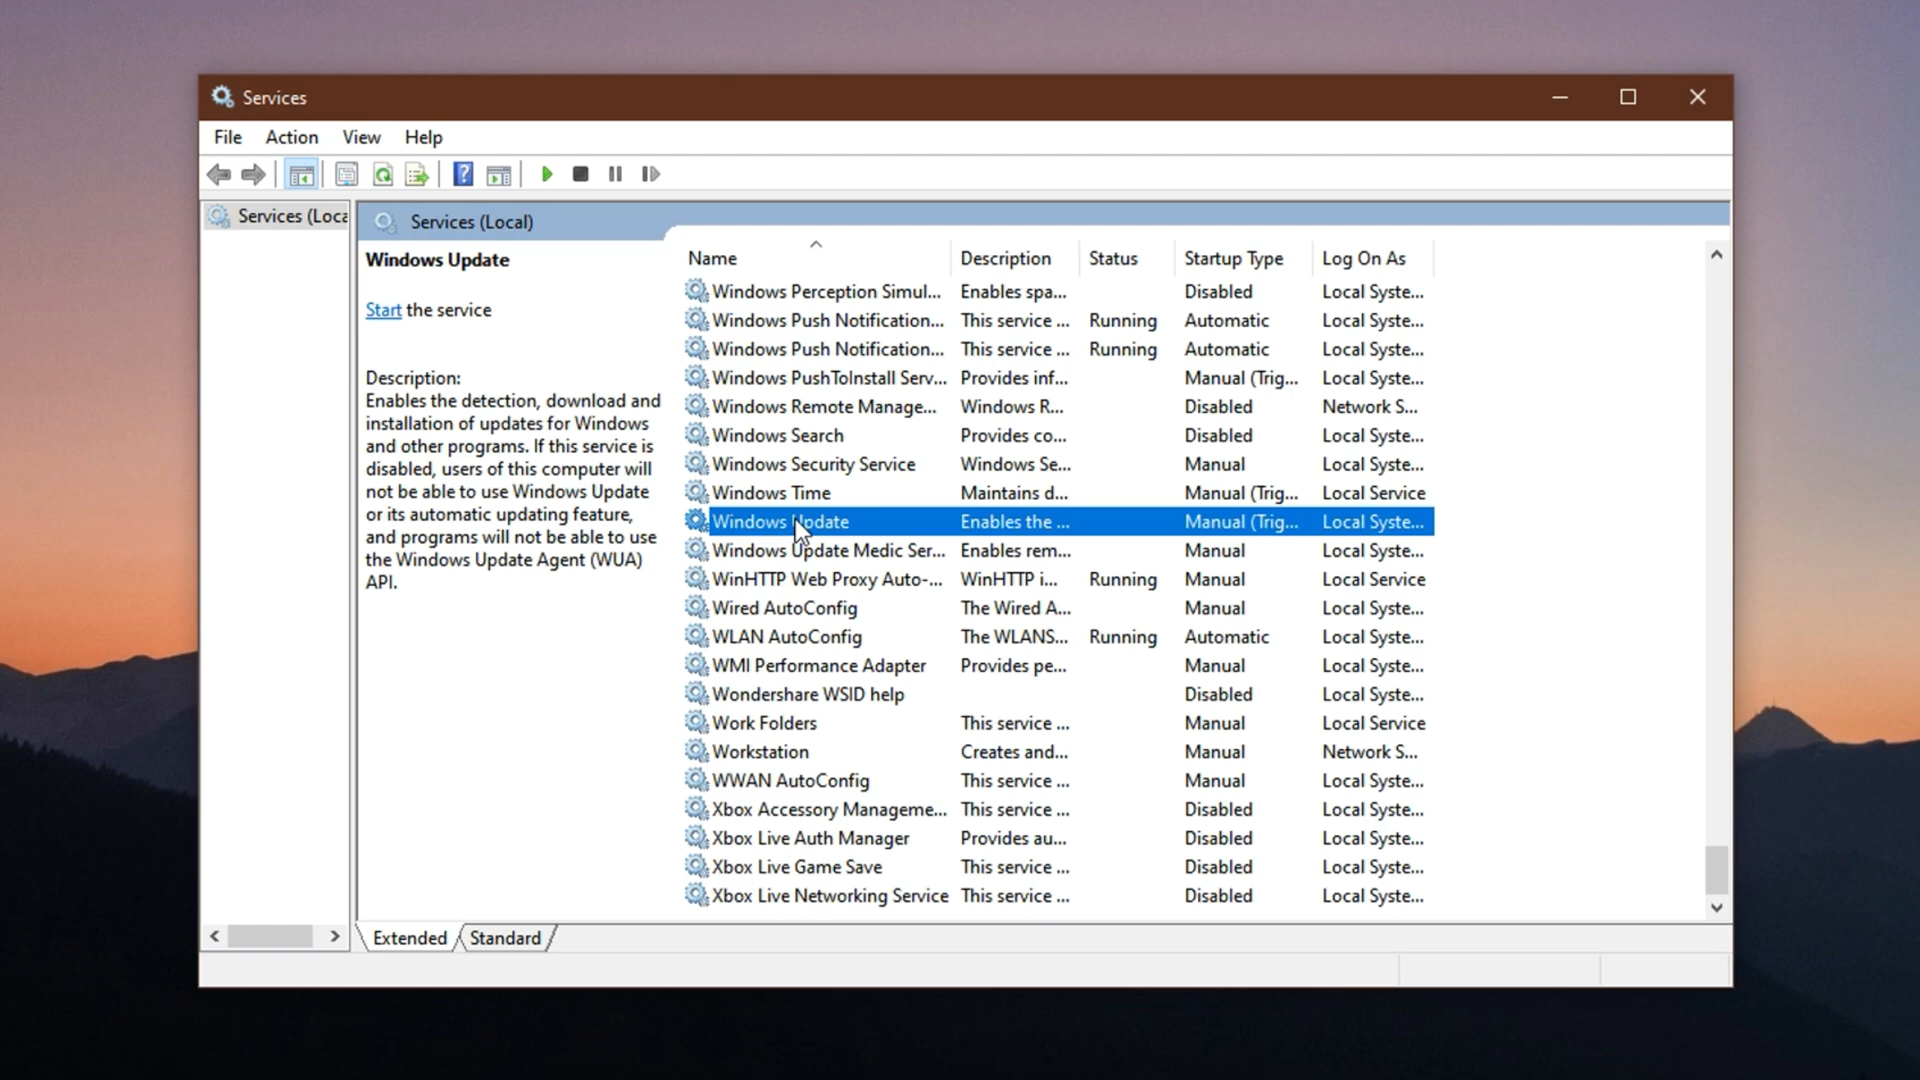 Services
File Action View Help
Services (Loca
Services (Local)
Windows Update
Start the service
Description:
Enables the detection, download and
installation of updates for Windows
and other programs. If this service is
disabled, users of this computer will
not be able to use Windows Update
or its automatic updating feature,
and programs will not be able to use
the Windows Update Agent (WUA)
API.
Name Description Status Startup Type Log On As
Windows Perception Simul... Enables spa... Disabled Local Syste...
Windows Push Notification... This service ... Running Automatic Local Syste...
Windows Push Notification... This service ... Running Automatic Local Syste...
Windows PushToInstall Serv... Provides inf... Manual (Trig... Local Syste...
Windows Remote Manage... Windows R... Disabled Network S...
Windows Search Provides co... Disabled Local Syste...
Windows Security Service Windows Se... Manual Local Syste...
Windows Time Maintains d... Manual (Trig... Local Service
Windows Update Enables the ... Manual (Trig... Local Syste...
Windows Update Medic Ser... Enables rem... Manual Local Syste...
WinHTTP Web Proxy Auto-... WinHTTP i... Running Manual Local Service
Wired AutoConfig The Wired A... Manual Local Syste...
WLAN AutoConfig The WLANS... Running Automatic Local Syste...
WMI Performance Adapter Provides pe... Manual Local Syste...
Wondershare WSID help Disabled Local Syste...
Work Folders This service ... Manual Local Service
Workstation Creates and... Manual Network S...
WWAN AutoConfig This service ... Manual Local Syste...
Xbox Accessory Manageme... This service ... Disabled Local Syste...
Xbox Live Auth Manager Provides au... Disabled Local Syste...
Xbox Live Game Save This service ... Disabled Local Syste...
Xbox Live Networking Service This service ... Disabled Local Syste...
Extended Standard